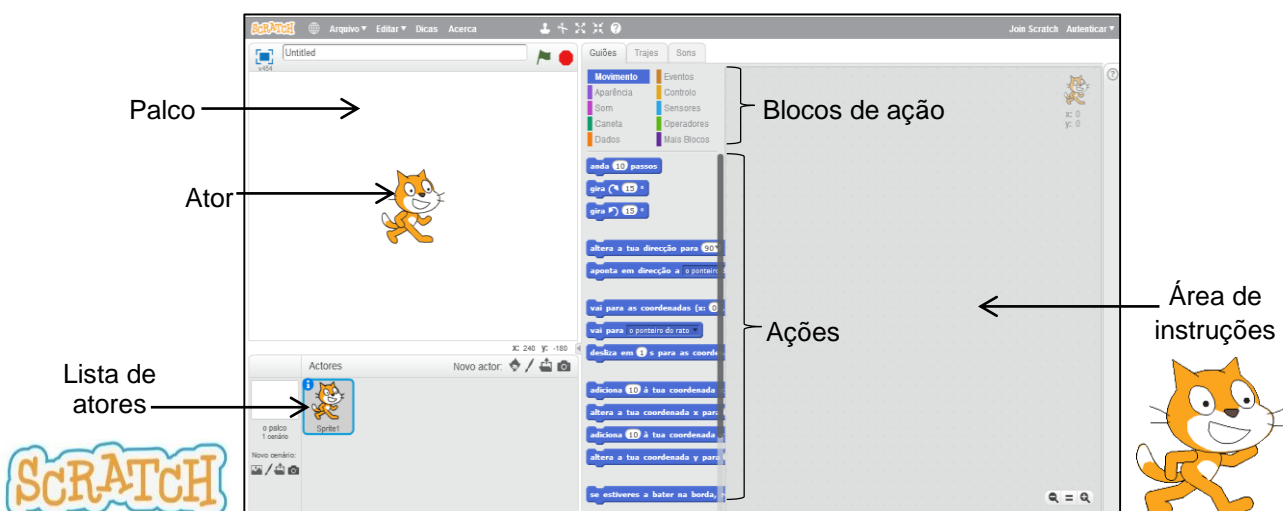 SCRATCH Arquivo Editar Dicas Acerca Join Scratch Autenticar
Untitled
v454
Guiões Trajes Sons
Movimento Eventos
Aparência Controlo
Som Sensores
Caneta Operadores
Dados Mais Blocos
x: 0
y: 0
Palco
Ator
Lista de
atores
Blocos de ação
Ações
Área de
instruções
anda 10 passos
gira 15 °
gira 15 °
altera a tua direcção para 90
aponta em direcção a o ponteiro
vai para as coordenadas (x: 0
vai para o ponteiro do rato
desliza em 1 s para as coorde
adiciona 10 à tua coordenada
altera a tua coordenada x para
adiciona 10 à tua coordenada
altera a tua coordenada y para
se estiveres a bater na borda,
x: 240 y: -180
Actores Novo actor:
Sprite1
o palco
1 cenário
Novo cenário:
SCRATCH